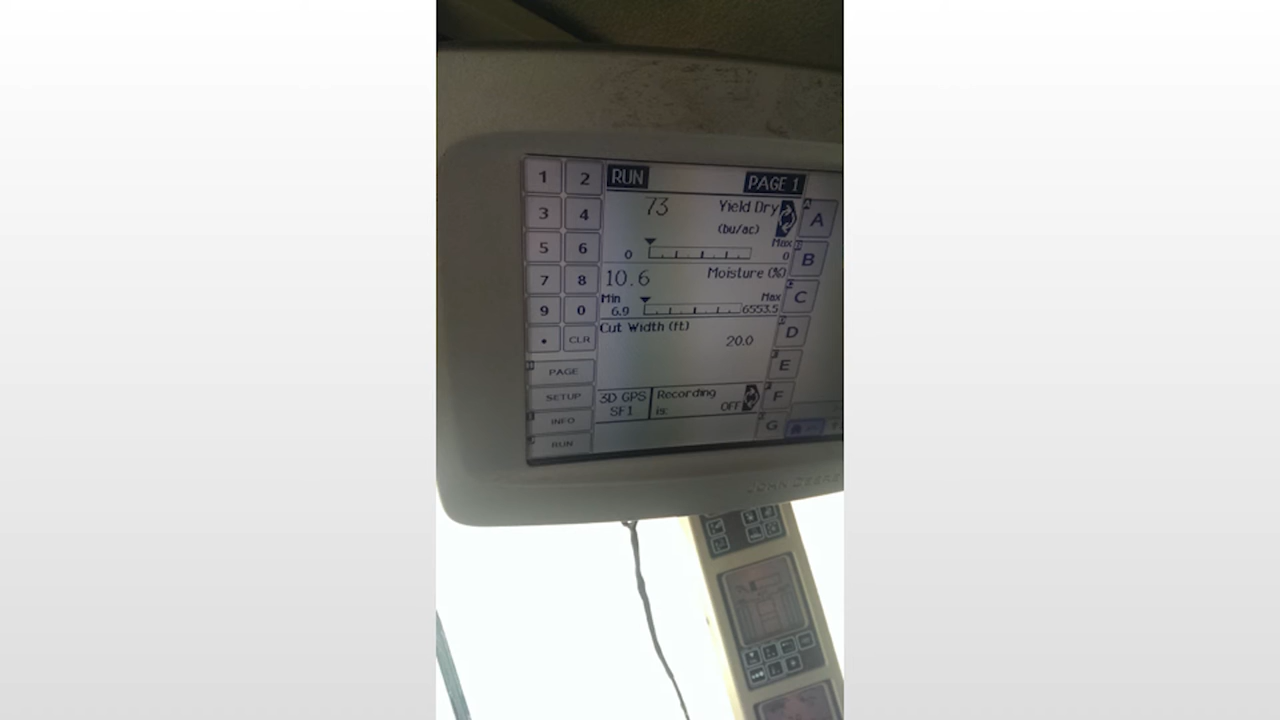 1 2 RUN PAGE 1
3 4 73 Yield Dry A
(bu/ac)
5 6 0 Max 0 B
7 8 10.6 Moisture (%) C
Min Max
9 0 6.9 6553.5
. CLR Cut Width (ft) D
20.0
PAGE E
SETUP 3D GPS Recording F
SF1 is: OFF
INFO G
RUN
JOHN DEERE